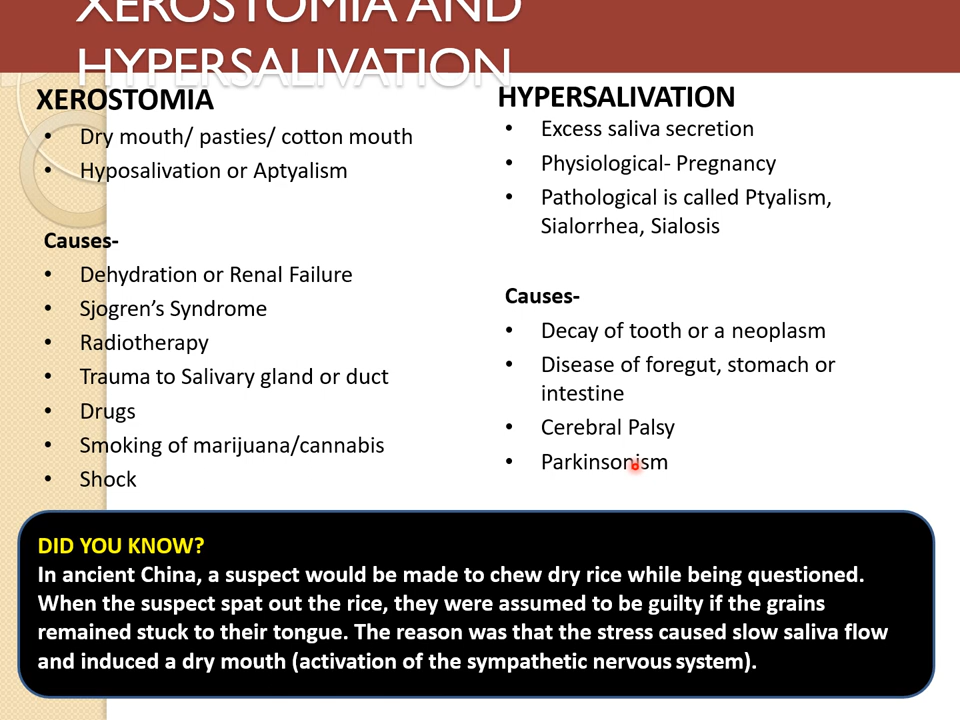 XEROSTOMIA AND
HYPERSALIVATION
XEROSTOMIA
• Dry mouth/ pasties/ cotton mouth
• Hyposalivation or Aptyalism
Causes-
• Dehydration or Renal Failure
• Sjogren’s Syndrome
• Radiotherapy
• Trauma to Salivary gland or duct
• Drugs
• Smoking of marijuana/cannabis
• Shock
HYPERSALIVATION
• Excess saliva secretion
• Physiological- Pregnancy
• Pathological is called Ptyalism,
Sialorrhea, Sialosis
Causes-
• Decay of tooth or a neoplasm
• Disease of foregut, stomach or
intestine
• Cerebral Palsy
• Parkinsonism
DID YOU KNOW?
In ancient China, a suspect would be made to chew dry rice while being questioned.
When the suspect spat out the rice, they were assumed to be guilty if the grains
remained stuck to their tongue. The reason was that the stress caused slow saliva flow
and induced a dry mouth (activation of the sympathetic nervous system).